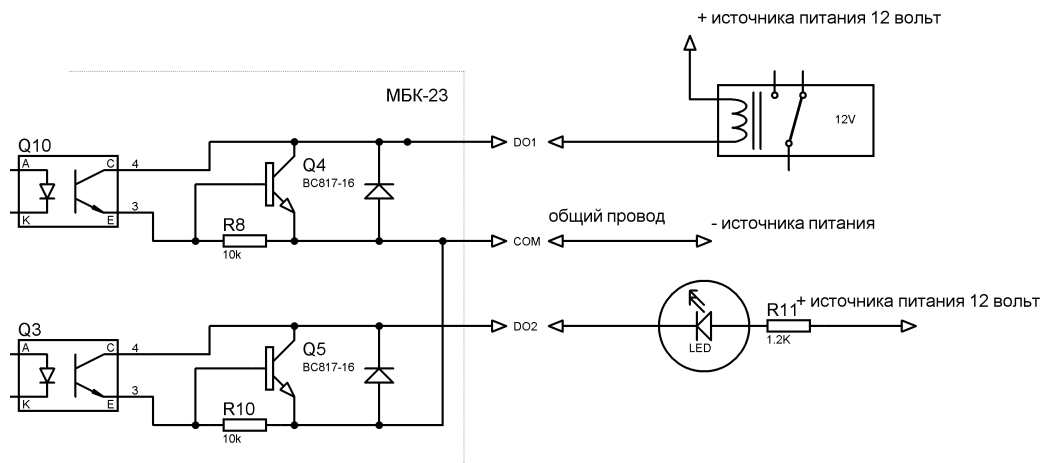 + источника питания 12 вольт
МБК-23
12V
Q10
A
C
4
K
E
3
Q4
BC817-16
R8
10k
DO1
общий провод
COM
- источника питания
Q3
A
C
4
K
E
3
Q5
BC817-16
R10
10k
DO2
LED
R11
1.2K
+ источника питания 12 вольт